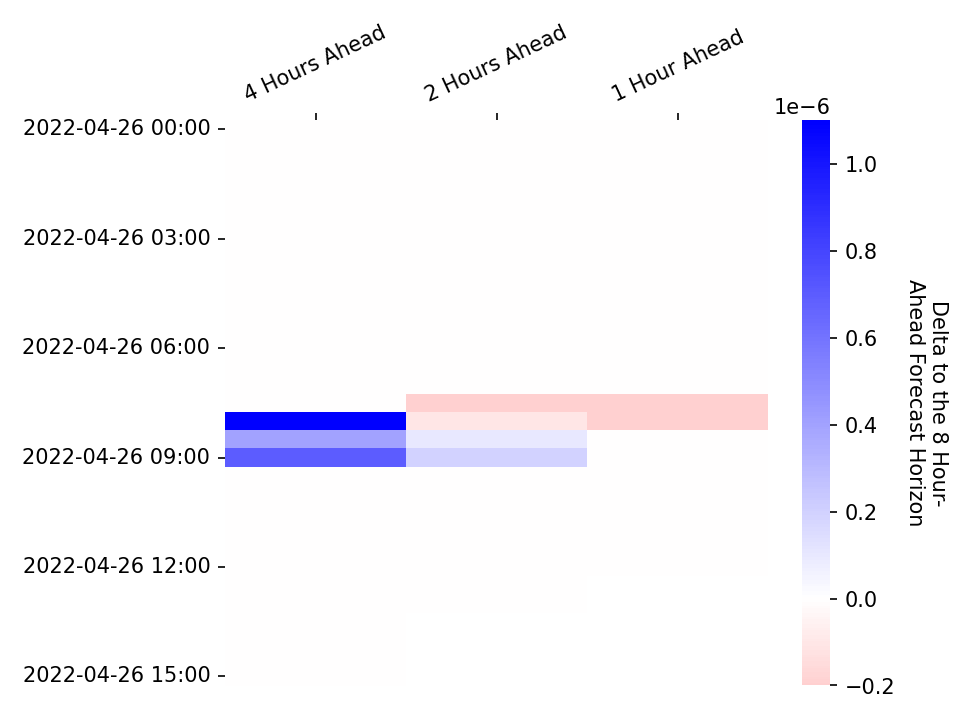 4 Hours Ahead
2 Hours Ahead
1 Hour Ahead
1e−6
2022-04-26 00:00
2022-04-26 03:00
2022-04-26 06:00
2022-04-26 09:00
2022-04-26 12:00
2022-04-26 15:00
1.0
0.8
0.6
0.4
0.2
0.0
−0.2
Delta to the 8 Hour-
Ahead Forecast Horizon